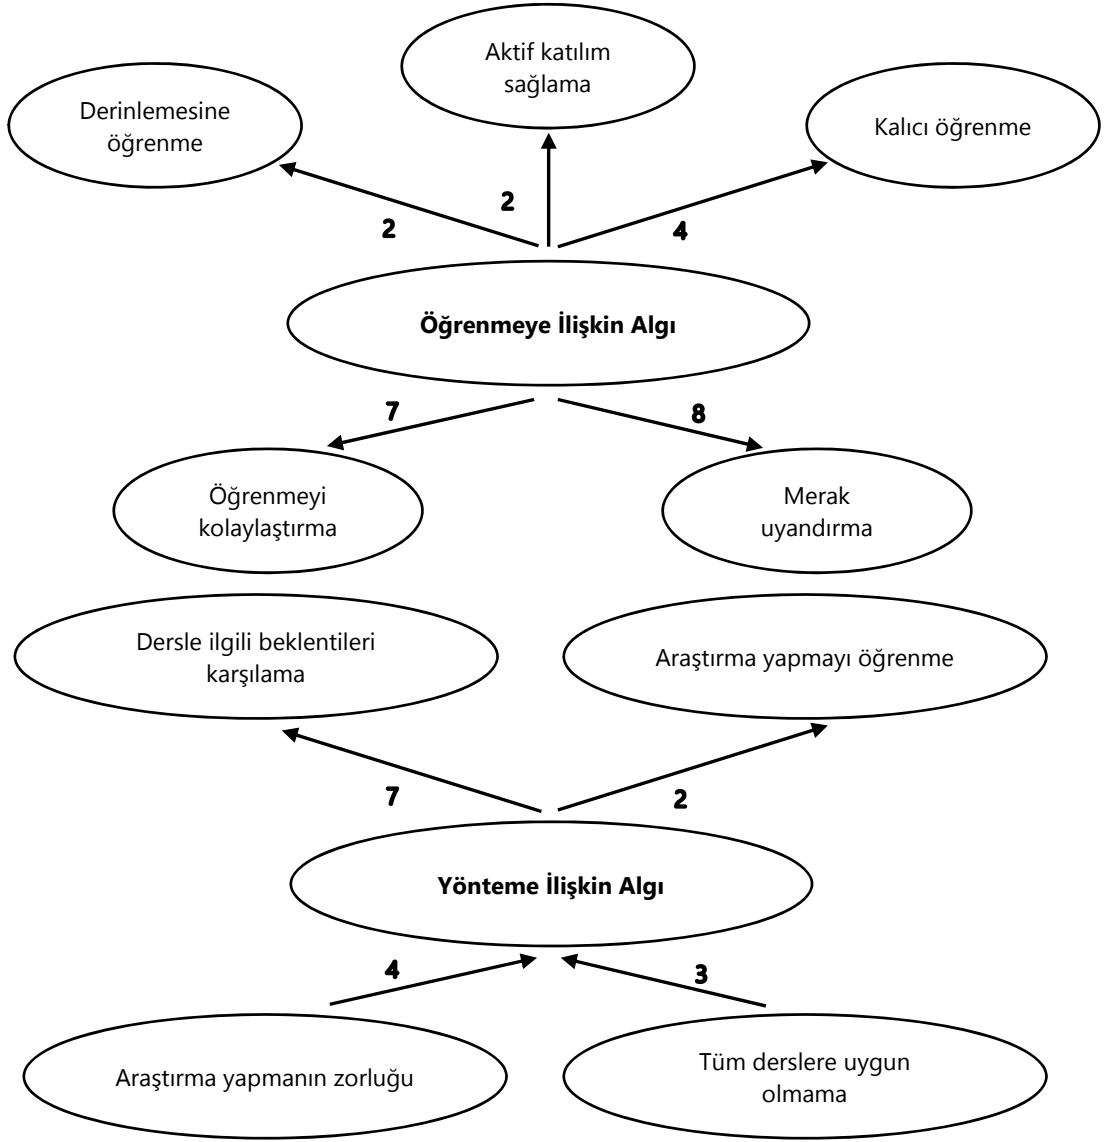 Aktif katılım
sağlama
Derinlemesine
öğrenme
Kalıcı öğrenme
2
2
4
Öğrenmeye İlişkin Algı
7
8
Öğrenmeyi
kolaylaştırma
Merak
uyandırma
Dersle ilgili beklentileri
karşılama
Araştırma yapmayı öğrenme
7
2
Yönteme İlişkin Algı
4
3
Araştırma yapmanın zorluğu
Tüm derslere uygun
olmama